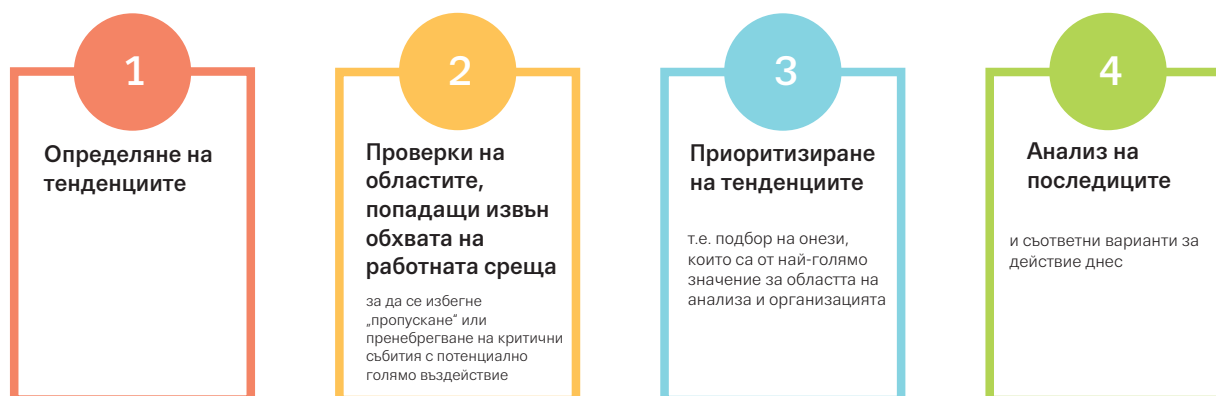 1
Определяне на
тенденциите
2
Проверки на
областите,
попадащи извън
обхвата на
работната среща
за да се избегне
„пропускане“ или
пренебрегване на критични
събития с потенциално
голямо въздействие
3
Приоритизиране
на тенденциите
т.е. подбор на онези,
които са от най-голямо
значение за областта на
анализа и организацията
4
Анализ на
последиците
и съответни варианти за
действие днес